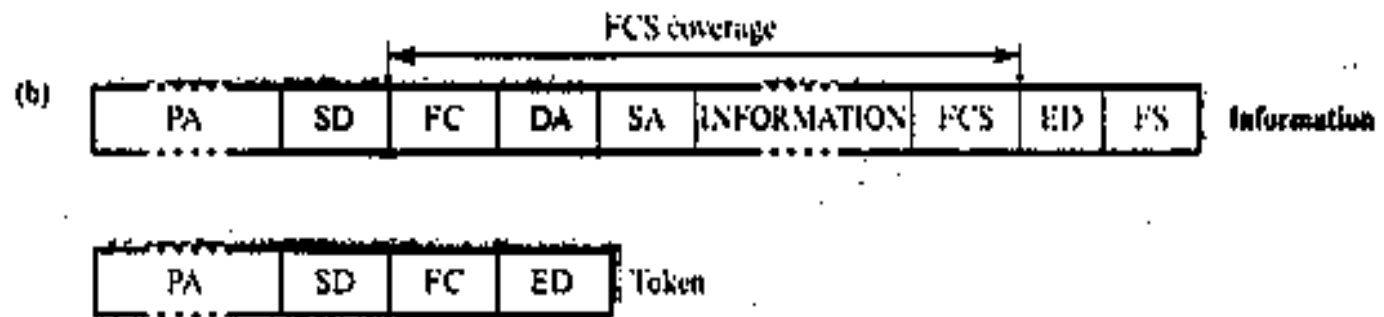 FCS coverage
(b) PA SD FC DA SA INFORMATION FCS ED FS Information
PA SD FC ED Token